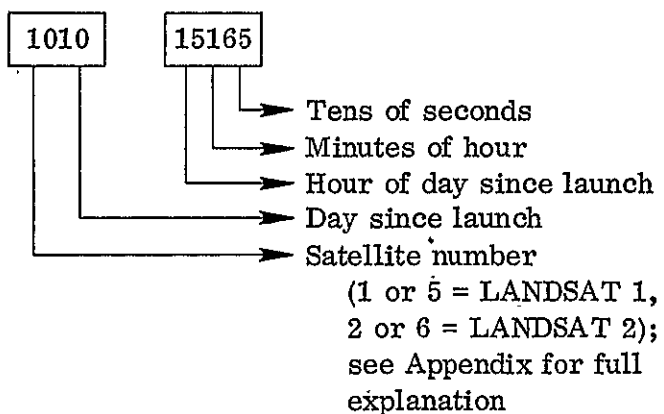 1010 15165
Tens of seconds
Minutes of hour
Hour of day since launch
Day since launch
Satellite number
(1 or 5 = LANDSAT 1,
2 or 6 = LANDSAT 2);
see Appendix for full
explanation